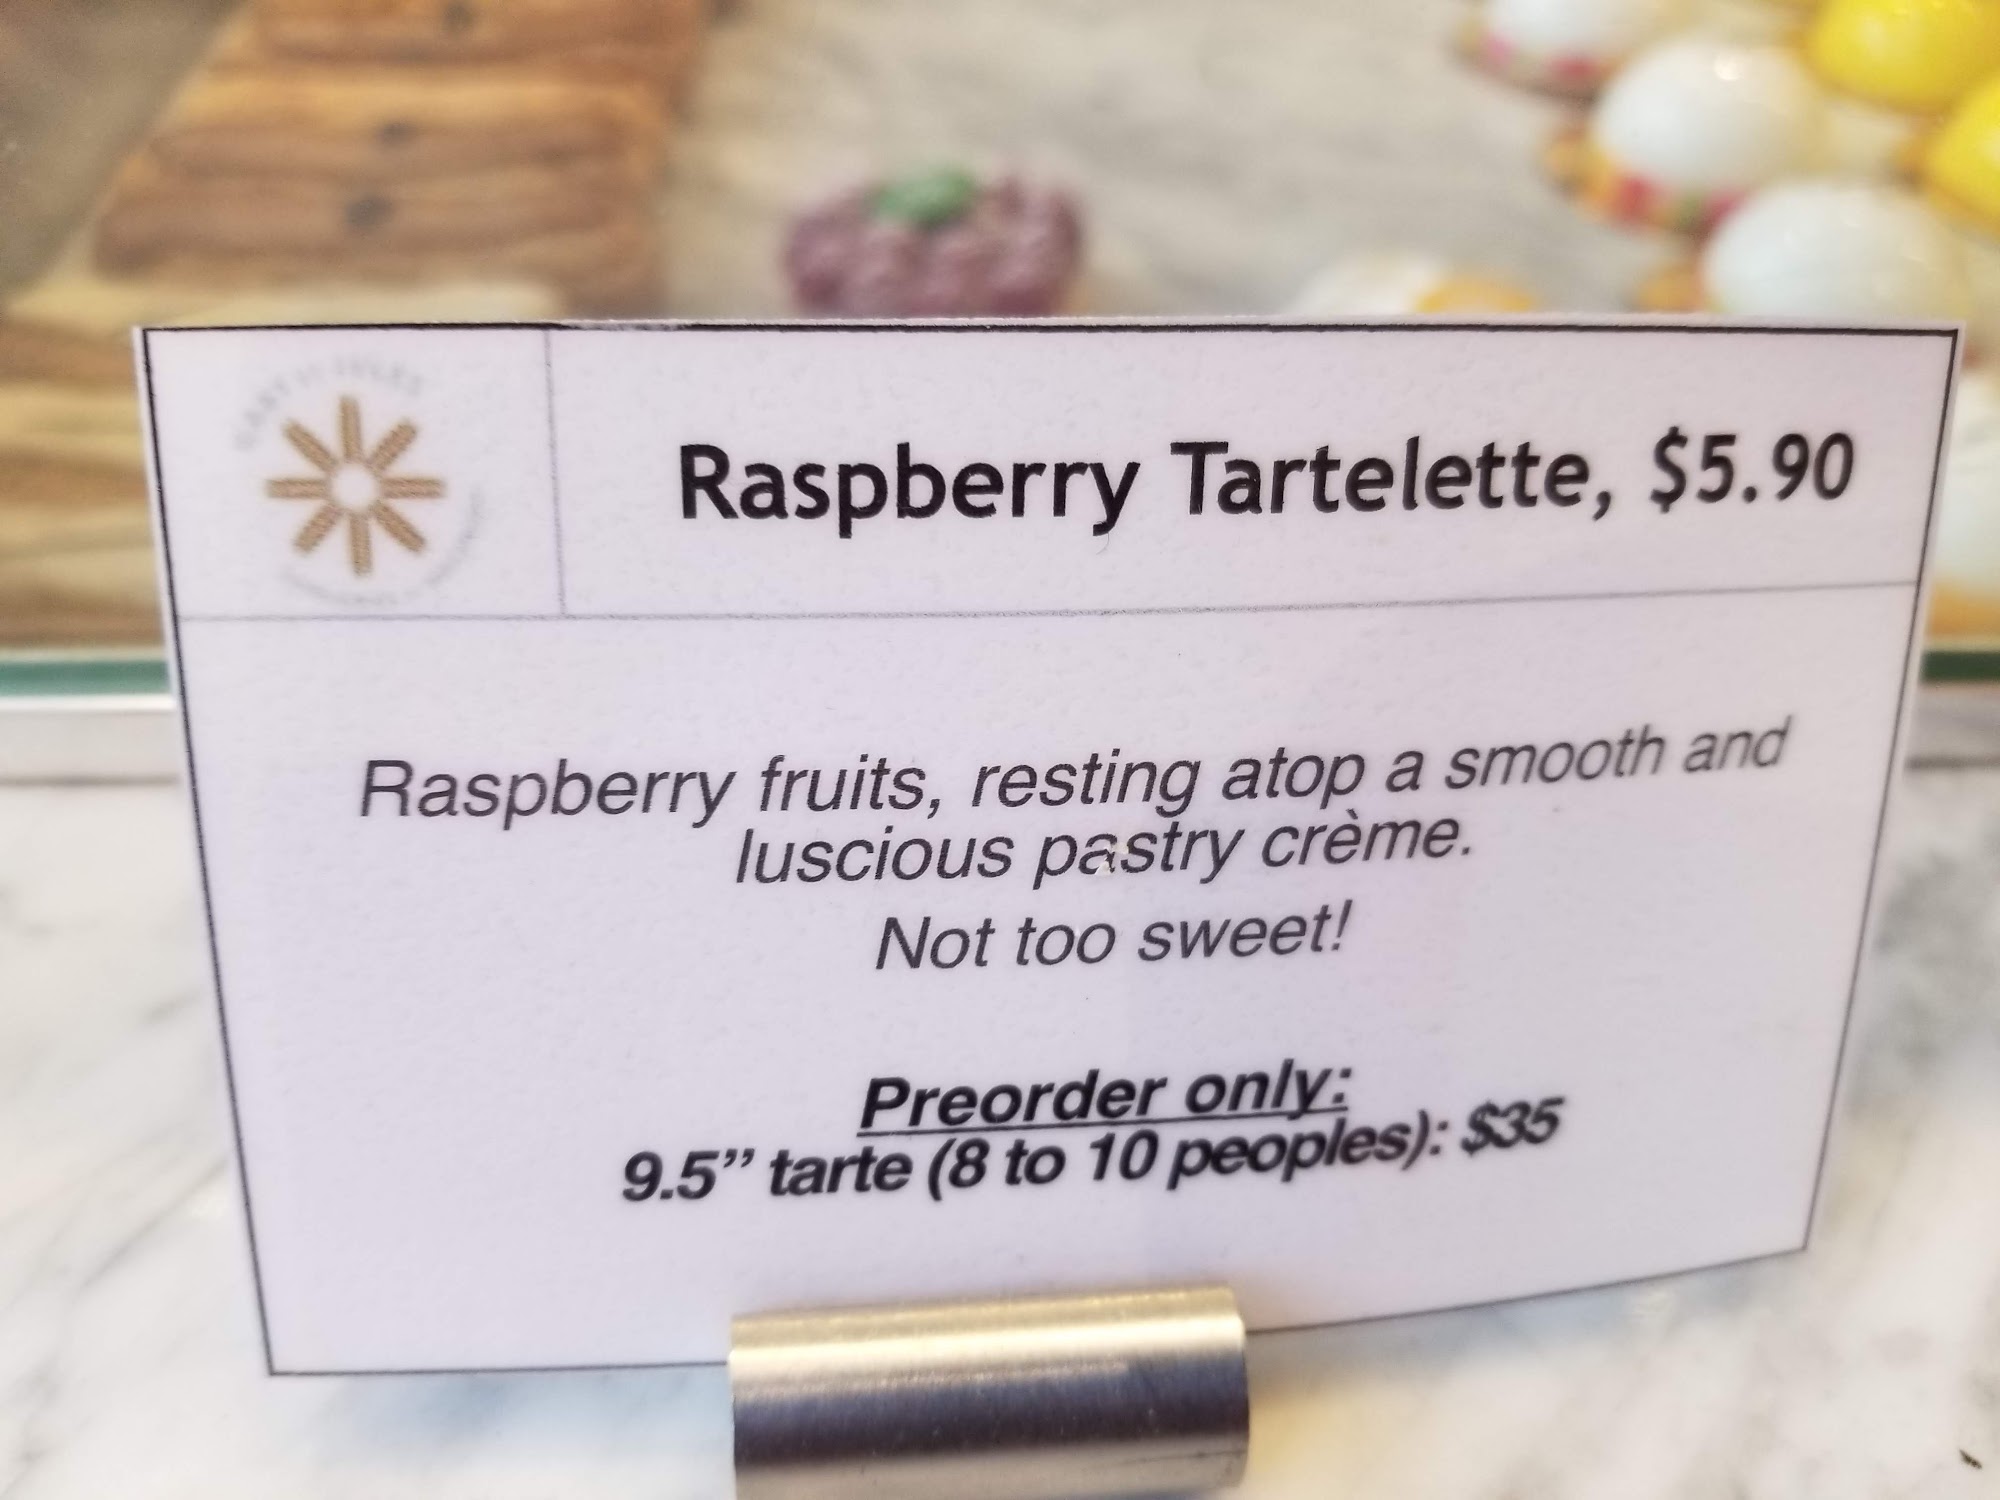 Raspberry Tartelette, $5.90
Raspberry fruits, resting atop a smooth and
luscious pastry crème.
Not too sweet!
Preorder only:
9.5” tarte (8 to 10 peoples): $35